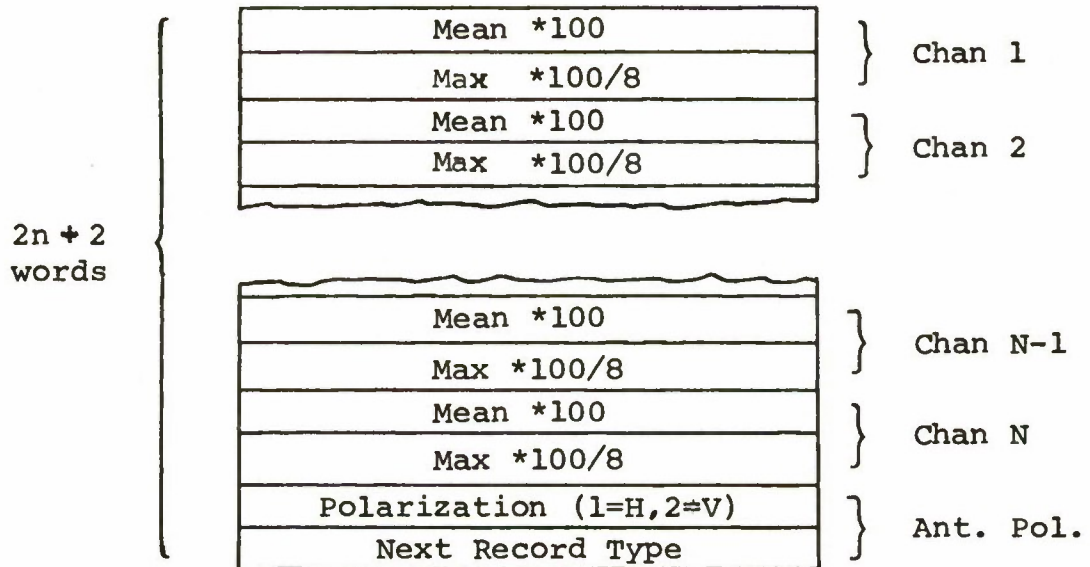 Mean *100
Max *100/8
Chan 1
Mean *100
Max *100/8
Chan 2
2n + 2
words
Mean *100
Max *100/8
Chan N-1
Mean *100
Max *100/8
Chan N
Polarization (1=H,2=V)
Next Record Type
Ant. Pol.